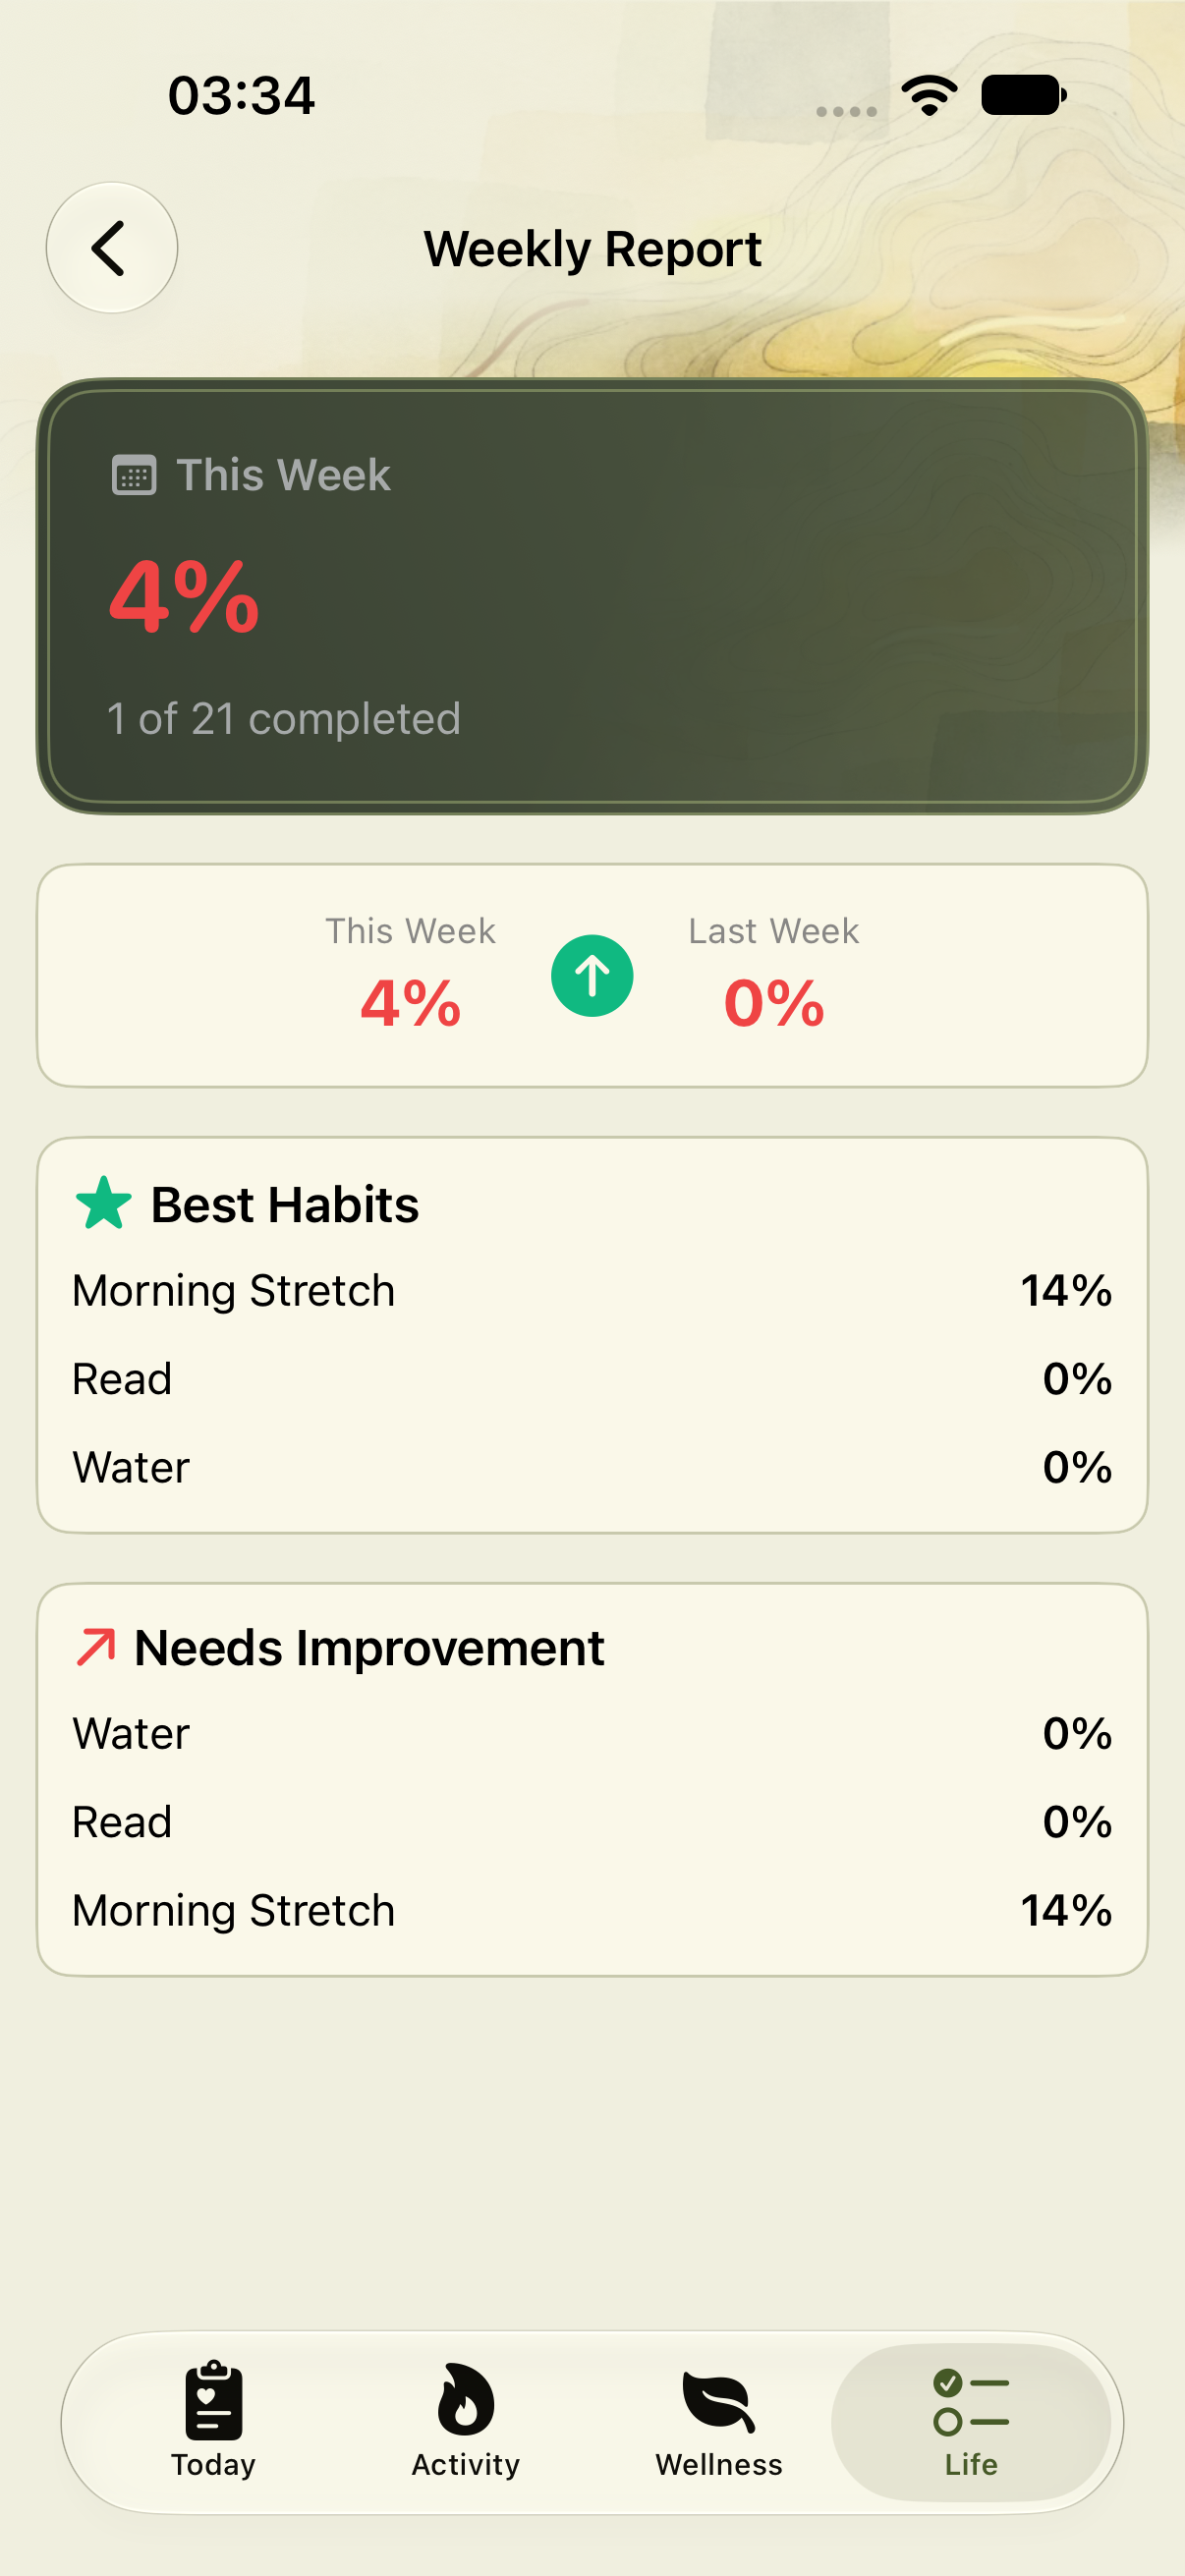 03:34
Weekly Report
This Week
4%
1 of 21 completed
This Week
Last Week
4%
0%
Best Habits
Morning Stretch 14%
Read 0%
Water 0%
Needs Improvement
Water 0%
Read 0%
Morning Stretch 14%
Today Activity Wellness Life